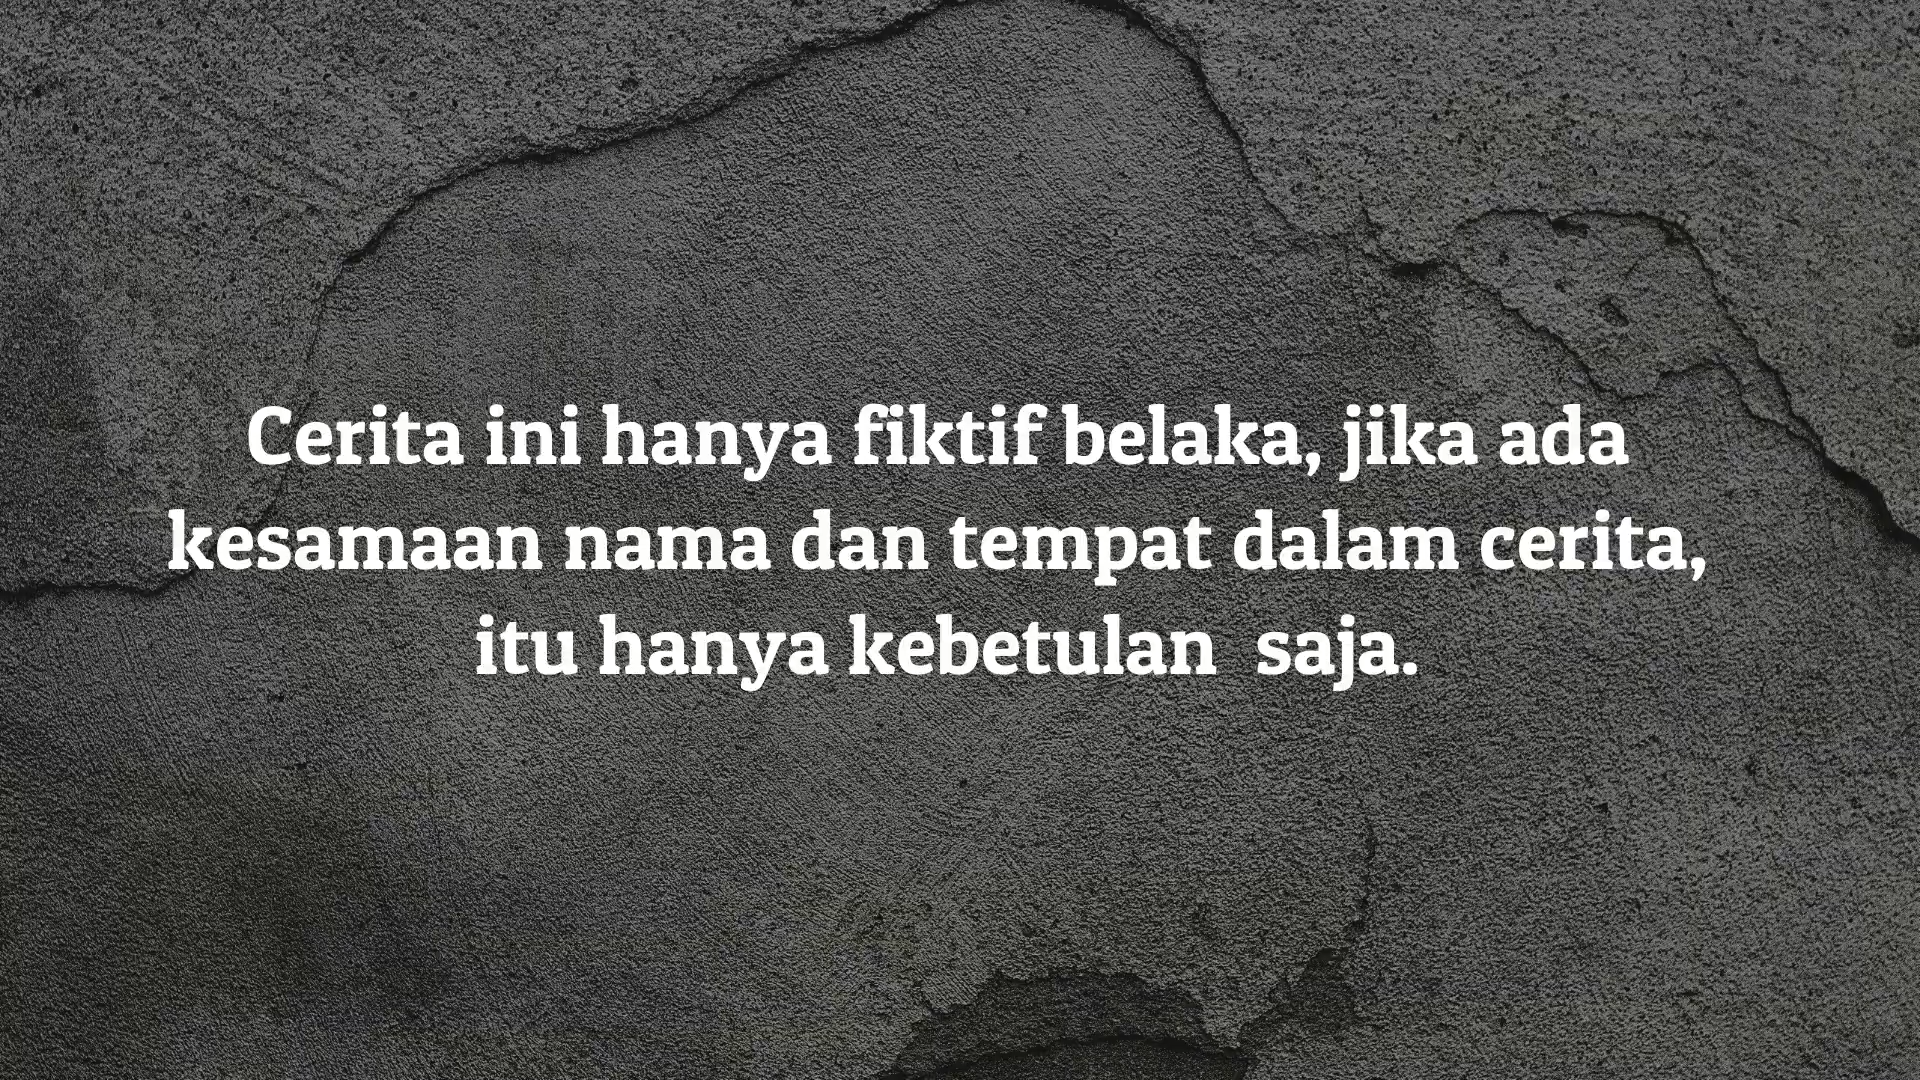 Cerita ini hanya fiktif belaka, jika ada
kesamaan nama dan tempat dalam cerita,
itu hanya kebetulan  saja.